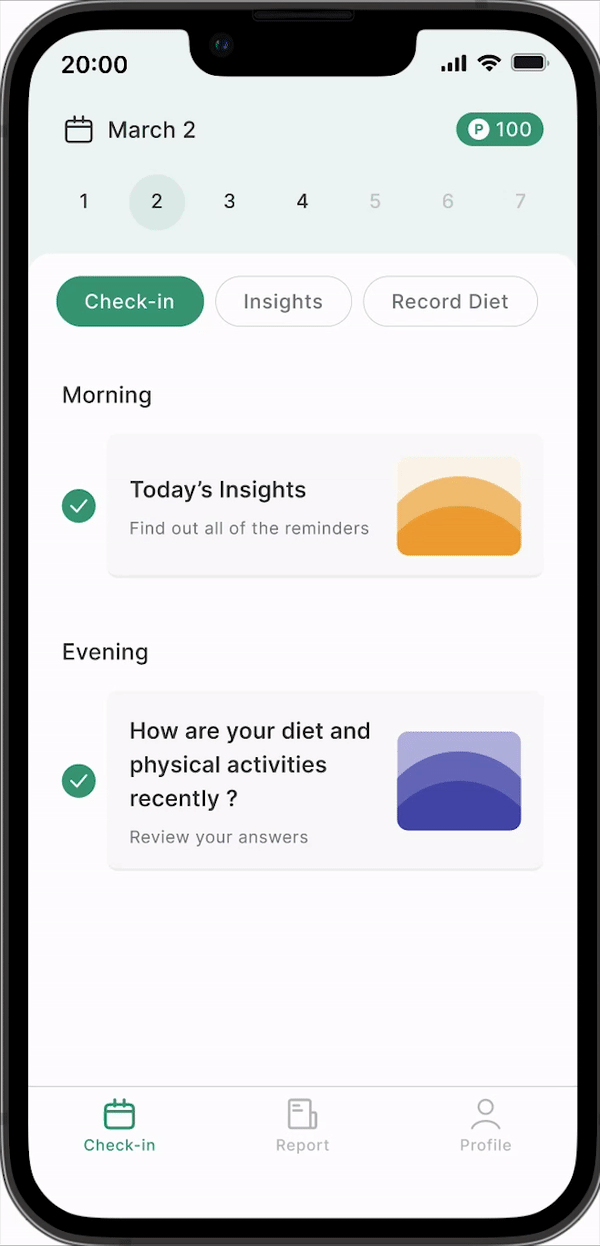 20:00
March 2
P 100
1 2 3 4 5 6 7
Check-in Insights Record Diet
Morning
Today’s Insights
Find out all of the reminders
Evening
How are your diet and
physical activities
recently ?
Review your answers
Check-in Report Profile